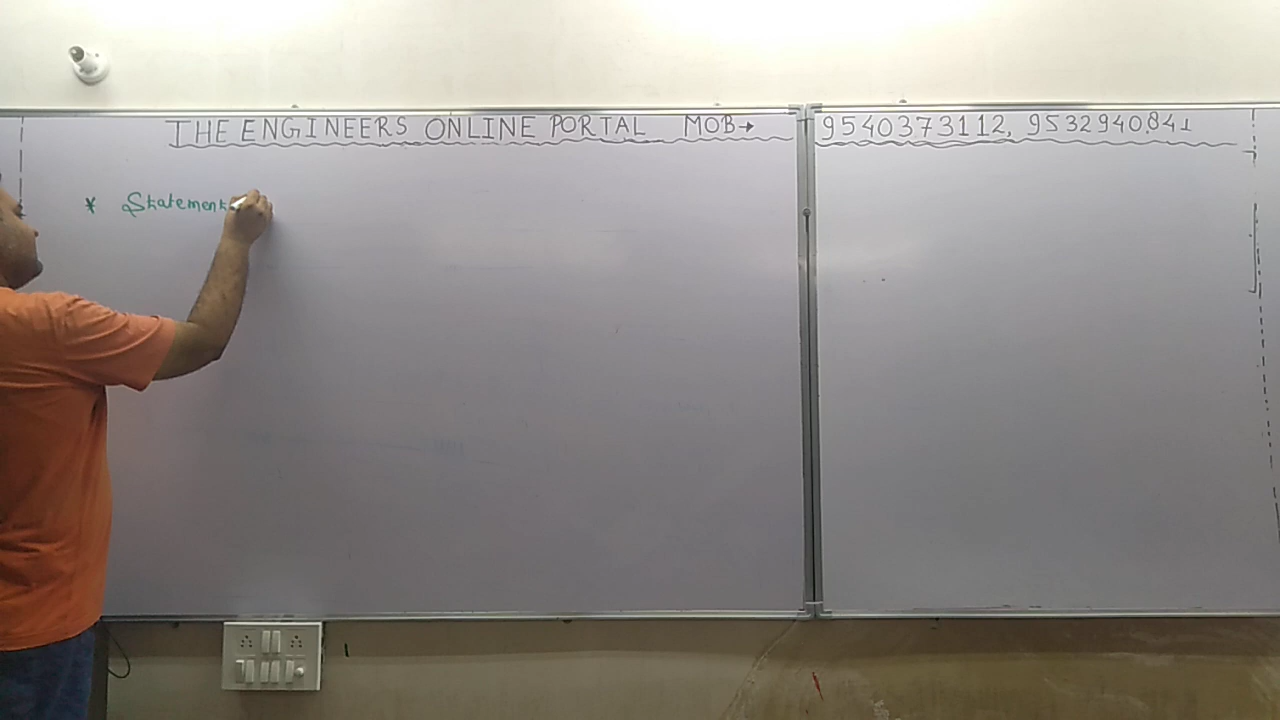 THE ENGINEERS ONLINE PORTAL MOB→ 9540373112, 9532940841
* Statement